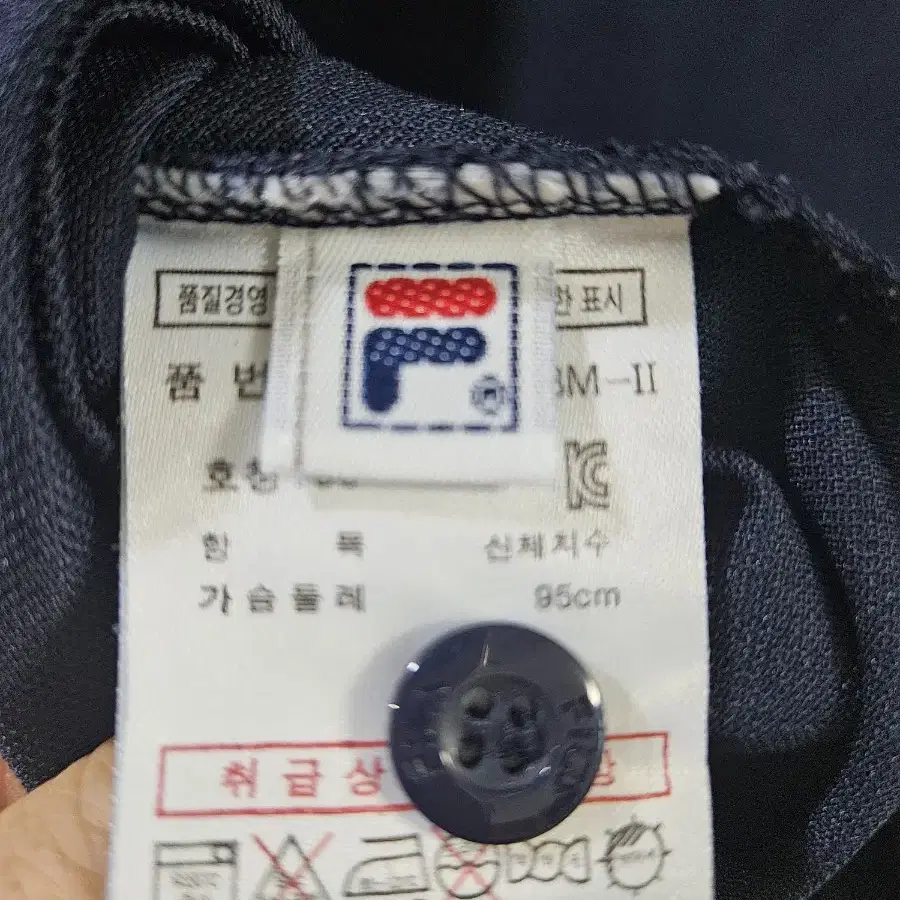 품질경영 한 표시
품 번 BM-II
호칭
항 목 신체치수
가슴둘레 95cm
취급상